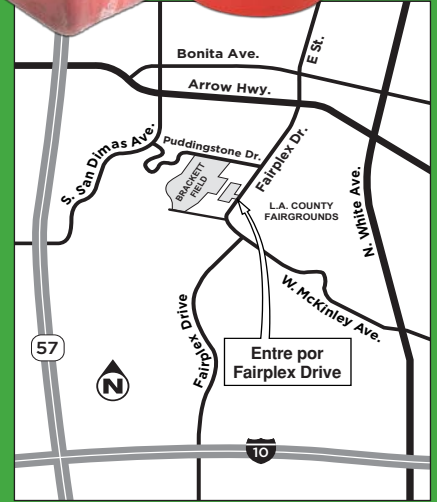 Bonita Ave.
E St.
Arrow Hwy.
S. San Dimas Ave.
Puddingstone Dr.
Fairplex Dr.
BRACKETT
FIELD
L.A. COUNTY
FAIRGROUNDS
N. White Ave.
W. McKinley Ave.
Fairplex Drive
57
Entre por
Fairplex Drive
N
10